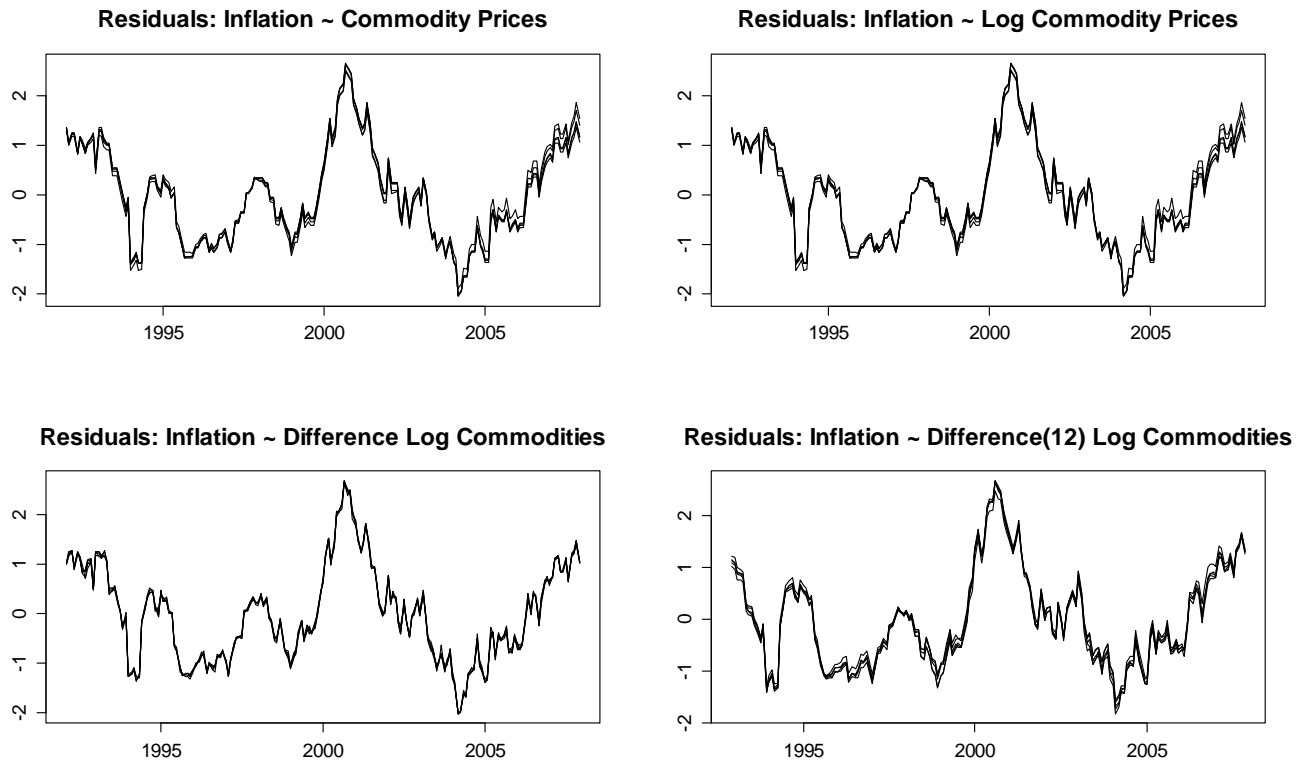 Residuals: Inflation ~ Commodity Prices
2
1
0
-1
-2
1995 2000 2005
Residuals: Inflation ~ Log Commodity Prices
2
1
0
-1
-2
1995 2000 2005
Residuals: Inflation ~ Difference Log Commodities
2
1
0
-1
-2
1995 2000 2005
Residuals: Inflation ~ Difference(12) Log Commodities
2
1
0
-1
-2
1995 2000 2005